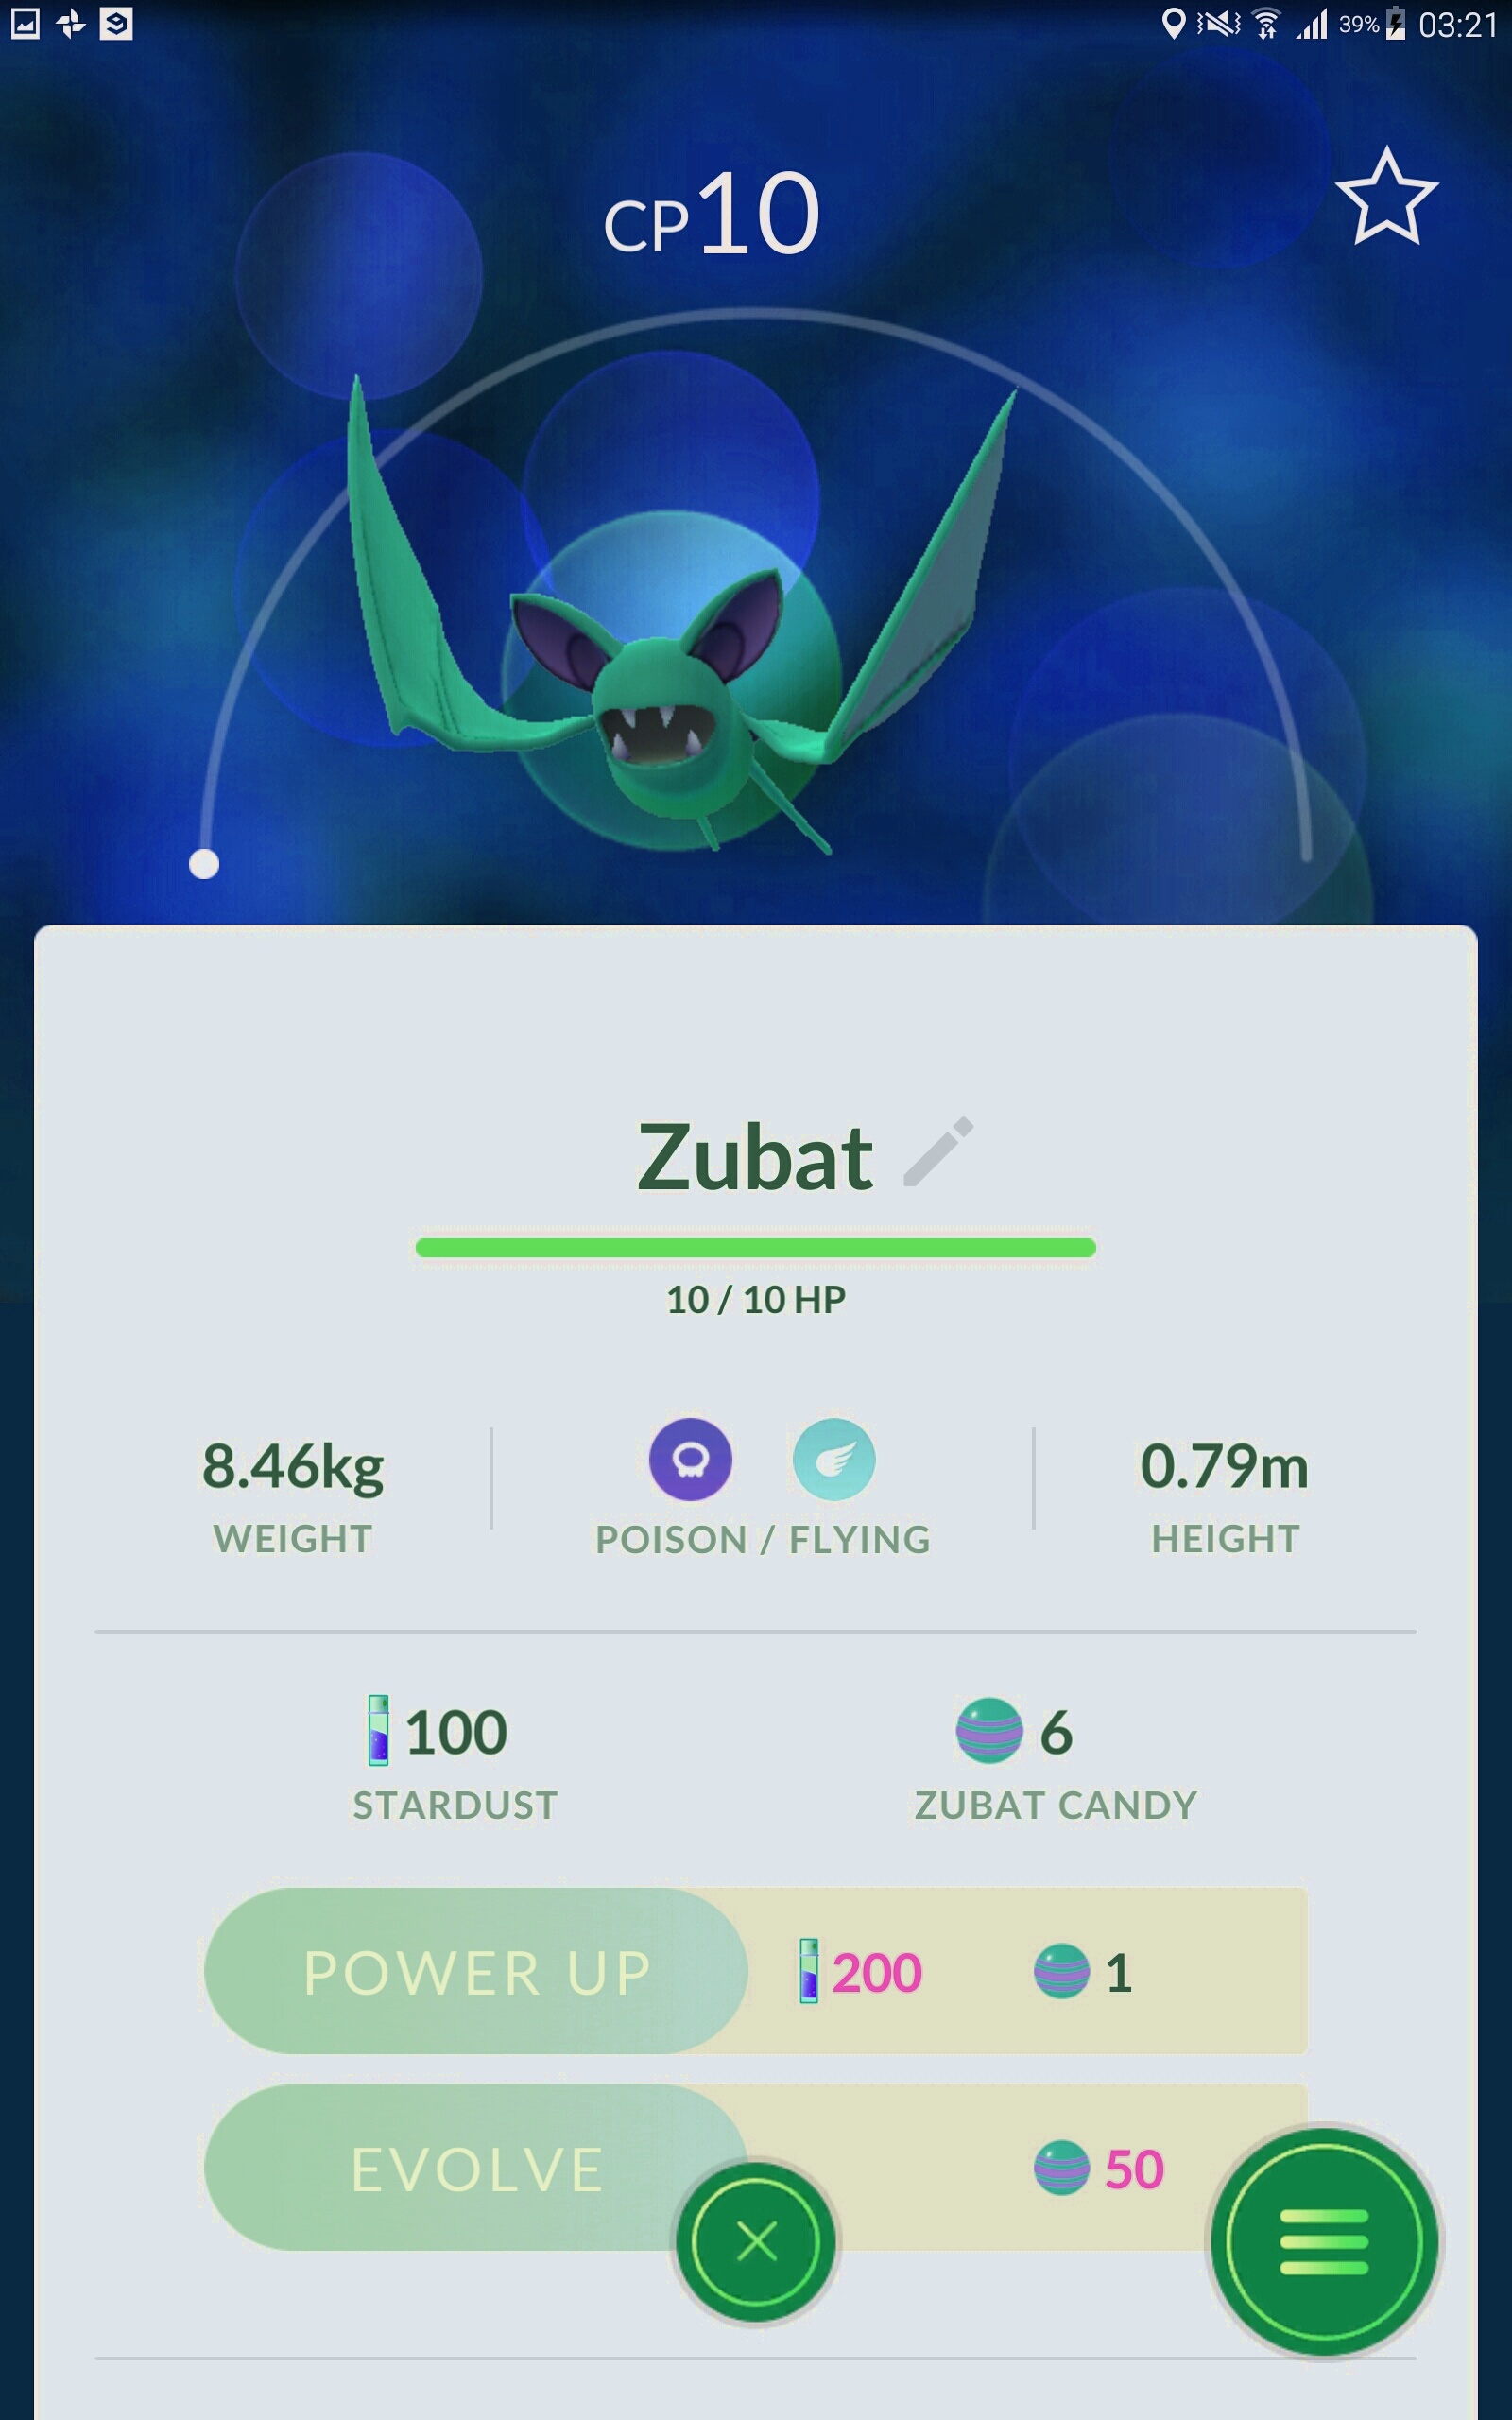 39% 03:21
CP10
Zubat
10 / 10 HP
8.46kg
WEIGHT
POISON / FLYING
0.79m
HEIGHT
100
STARDUST
6
ZUBAT CANDY
POWER UP 200 1
EVOLVE 50